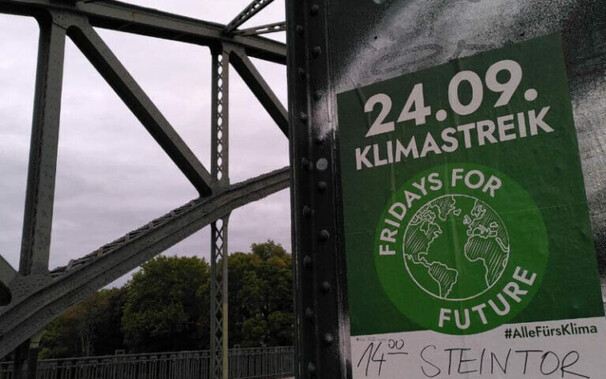 24.09.
KLIMASTREIK
FRIDAYS FOR
FUTURE
#AlleFürsKlima
14⁰⁰ STEINTOR